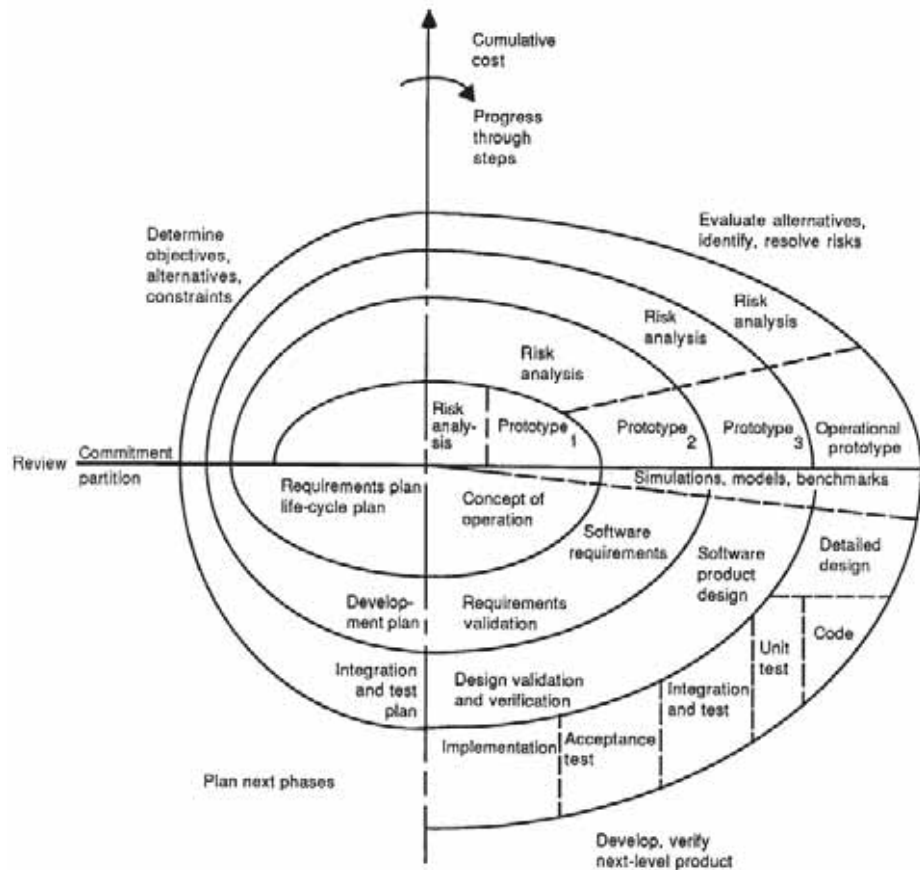 Cumulative
cost
Progress
through
steps
Evaluate alternatives,
identify, resolve risks
Determine
objectives,
alternatives,
constraints
Risk
analysis
Risk
analysis
Risk
analysis
Risk
analy-
sis
Prototype 1
Prototype 2
Prototype 3
Operational
prototype
Review
Commitment
partition
Simulations, models, benchmarks
Requirements plan
life-cycle plan
Concept of
operation
Software
requirements
Software
product
design
Detailed
design
Develop-
ment plan
Requirements
validation
Code
Unit
test
Integration
and test
plan
Design validation
and verification
Integration
and test
Acceptance
test
Implementation
Plan next phases
Develop, verify
next-level product